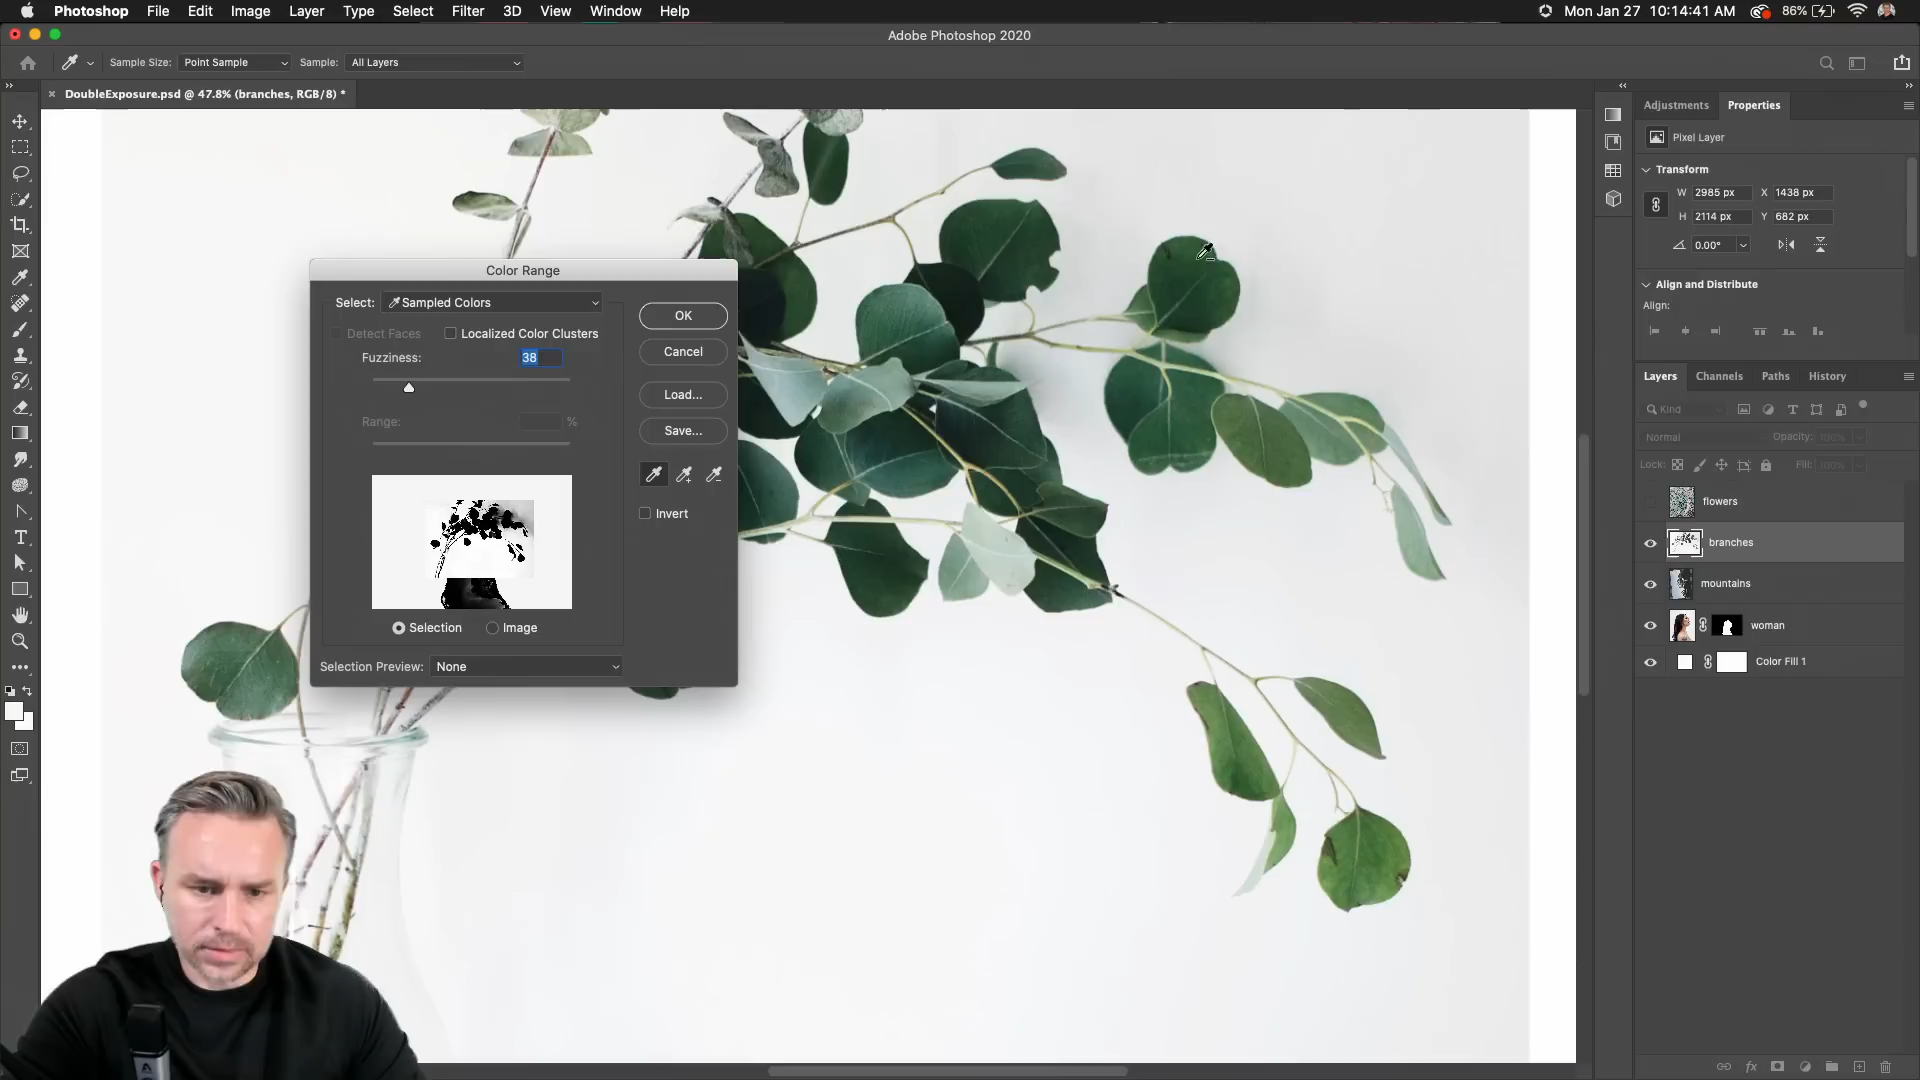 Photoshop File Edit Image Layer Type Select Filter 3D View Window Help Mon Jan 27 10:14:41 AM 86%
Adobe Photoshop 2020
Sample Size: Point Sample Sample: All Layers
DoubleExposure.psd @ 47.8% (branches, RGB/8) *
Adjustments Properties
Pixel Layer
Transform
W 2985 px X 1438 px
H 2114 px Y 682 px
0.00°
Align and Distribute
Align:
Color Range
Select: Sampled Colors
Detect Faces Localized Color Clusters
Fuzziness: 38
Range: %
OK
Cancel
Load...
Save...
Invert
Selection Image
Selection Preview: None
Layers Channels Paths History
Kind
Normal Opacity: 100%
Lock: Fill: 100%
flowers
branches
mountains
woman
Color Fill 1
fx